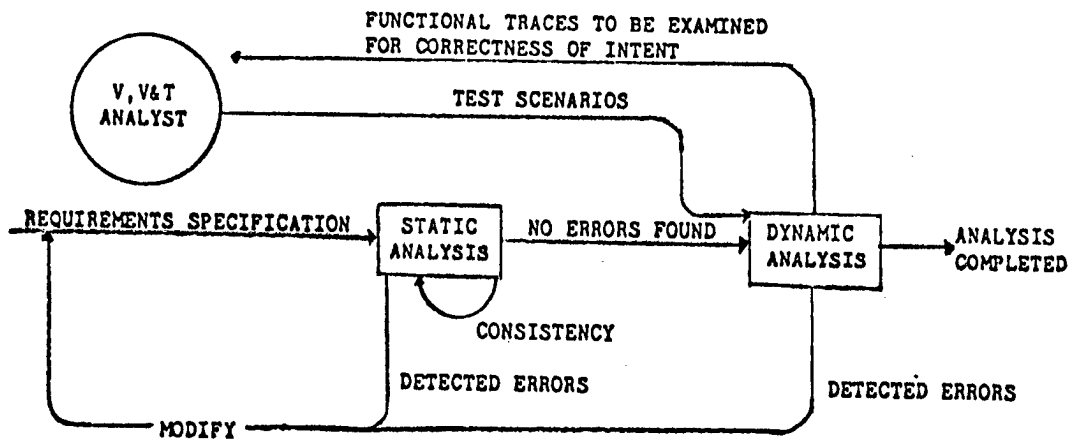 FUNCTIONAL TRACES TO BE EXAMINED
FOR CORRECTNESS OF INTENT
V,V&T
ANALYST
TEST SCENARIOS
REQUIREMENTS SPECIFICATION
STATIC
ANALYSIS
NO ERRORS FOUND
DYNAMIC
ANALYSIS
ANALYSIS
COMPLETED
CONSISTENCY
DETECTED ERRORS
DETECTED ERRORS
MODIFY